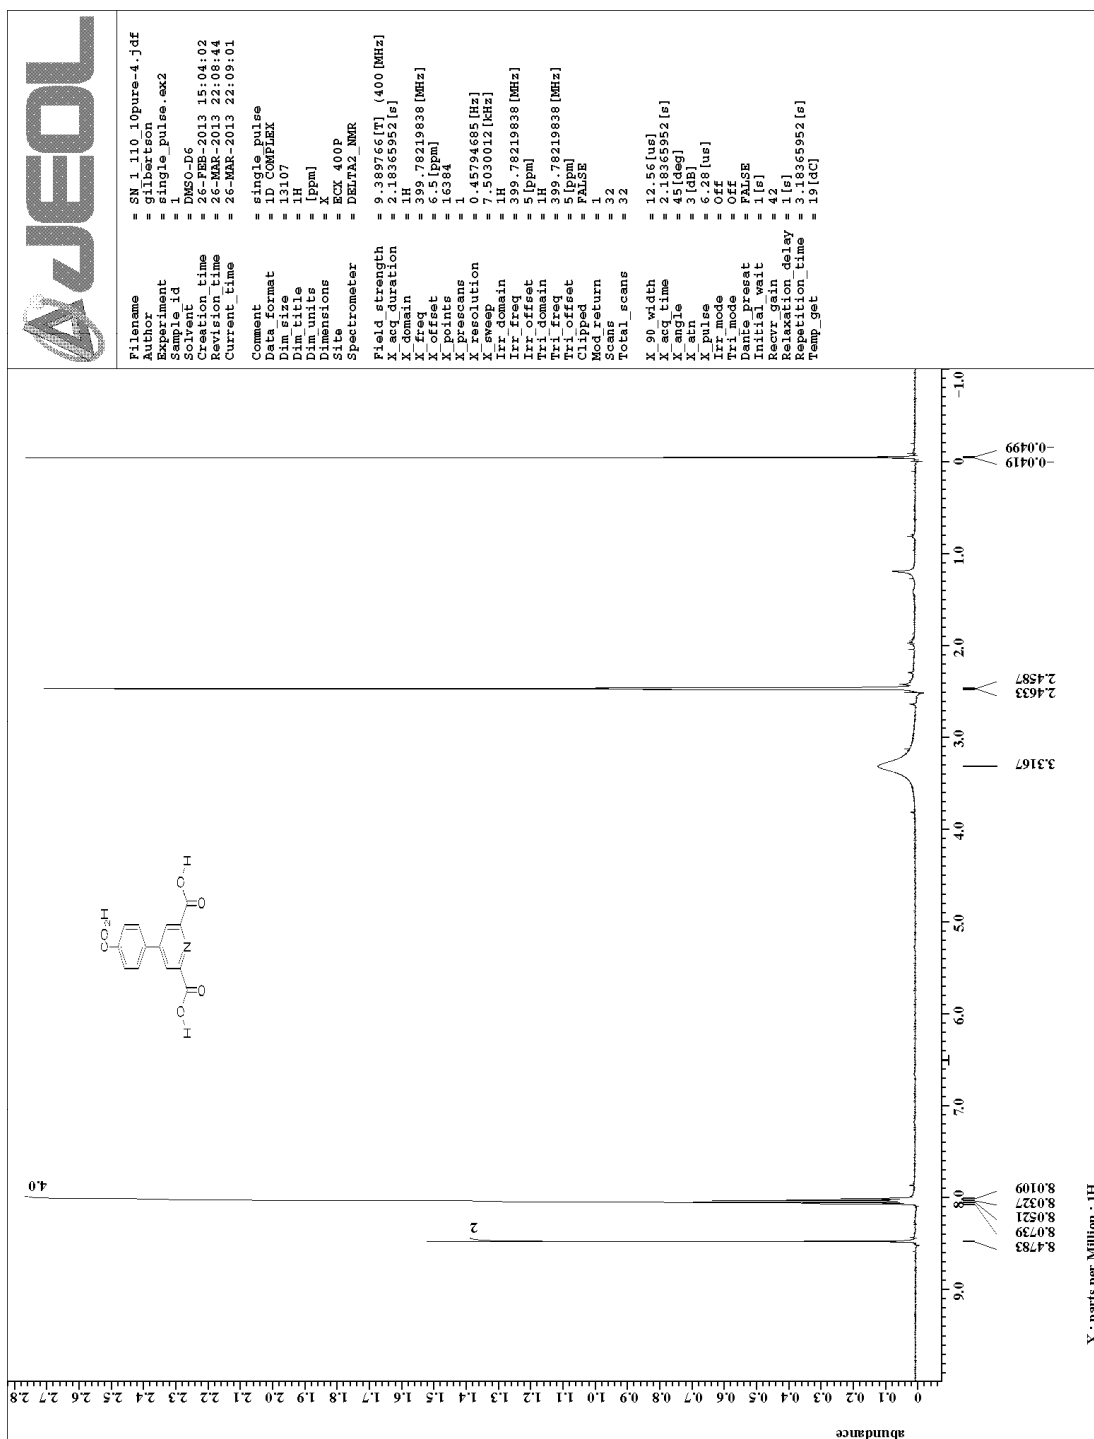 JEOL
Filename = SN_1_110_10pure-4.jdf
Author = gilbertson
Experiment = single_pulse.ex2
Sample_id = 1
Solvent = DMSO-D6
Creation_time = 26-FEB-2013 15:04:02
Revision_time = 26-MAR-2013 22:08:44
Current_time = 26-MAR-2013 22:09:01
Comment = single_pulse
Data_format = 1D COMPLEX
Dim_size = 13107
Dim_title = 1H
Dim_units = [ppm]
Dimensions = X
Site = ECX 400P
Spectrometer = DELTA2_NMR
Field_strength = 9.389766[T] (400[MHz])
X_acq_duration = 2.18365952[s]
X_domain = 1H
X_freq = 399.78219838[MHz]
X_offset = 6.5[ppm]
X_points = 16384
X_prescans = 1
X_resolution = 0.45794685[Hz]
X_sweep = 7.5030012[kHz]
Irr_domain = 1H
Irr_freq = 399.78219838[MHz]
Irr_offset = 5[ppm]
Tri_domain = 1H
Tri_freq = 399.78219838[MHz]
Tri_offset = 5[ppm]
Clipped = FALSE
Mod_return = 1
Scans = 32
Total_scans = 32
X_90_width = 12.56[us]
X_acq_time = 2.18365952[s]
X_angle = 45[deg]
X_atn = 3[dB]
X_pulse = 6.28[us]
Irr_mode = Off
Tri_mode = Off
Dante_presat = FALSE
Initial_wait = 1[s]
Recvr_gain = 42
Relaxation_delay = 1[s]
Repetition_time = 3.18365952[s]
Temp_get = 19[dC]
CO₂H
N
O
O
O
O
H
H
4.0
2
abundance
0 0.1 0.2 0.3 0.4 0.5 0.6 0.7 0.8 0.9 1.0 1.1 1.2 1.3 1.4 1.5 1.6 1.7 1.8 1.9 2.0 2.1 2.2 2.3 2.4 2.5 2.6 2.7 2.8
9.0 8.0 7.0 6.0 5.0 4.0 3.0 2.0 1.0 0 -1.0
8.4783
8.0739
8.0521
8.0327
8.0109
3.3167
2.4633
2.4587
-0.0419
-0.0499
X : parts per Million : 1H